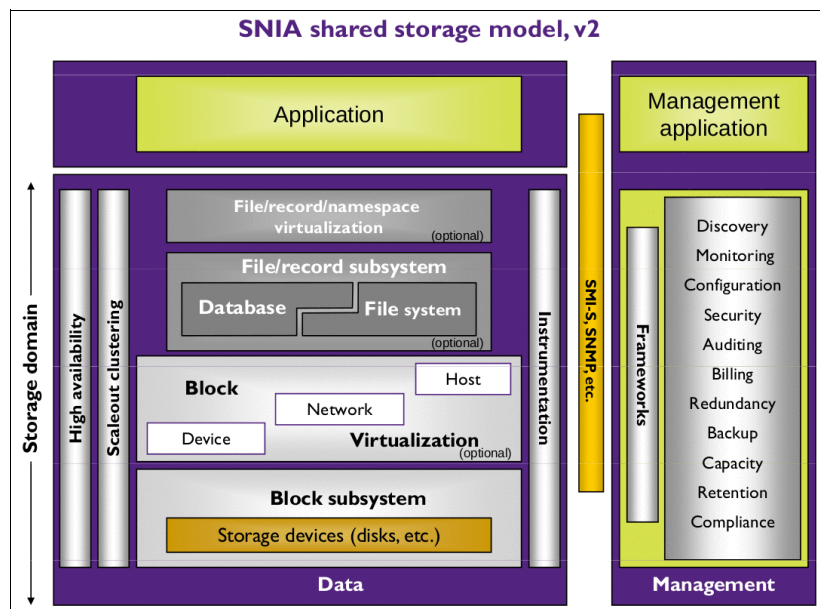 SNIA shared storage model, v2
Application
Management
application
Storage domain
High availability
Scaleout clustering
File/record/namespace
virtualization
(optional)
File/record subsystem
Database
File system
(optional)
Block
Host
Network
Device
Virtualization
(optional)
Block subsystem
Storage devices (disks, etc.)
Instrumentation
Data
SMI-S, SNMP, etc.
Frameworks
Discovery
Monitoring
Configuration
Security
Auditing
Billing
Redundancy
Backup
Capacity
Retention
Compliance
Management